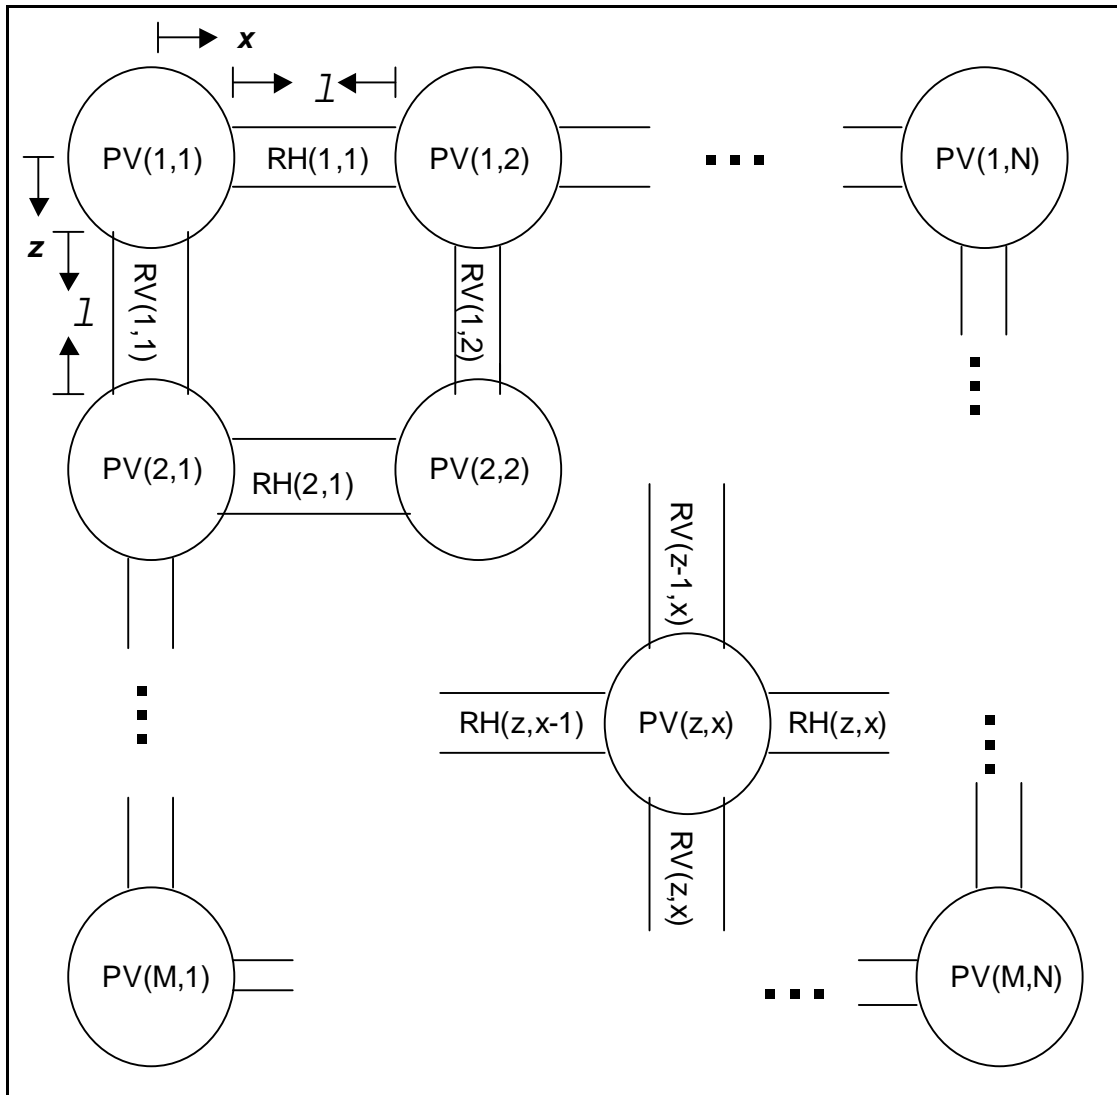 x
l
PV(1,1)
RH(1,1)
PV(1,2)
PV(1,N)
z
l
RV(1,1)
RV(1,2)
PV(2,1)
RH(2,1)
PV(2,2)
RV(z-1,x)
RH(z,x-1)
PV(z,x)
RH(z,x)
RV(z,x)
PV(M,1)
PV(M,N)